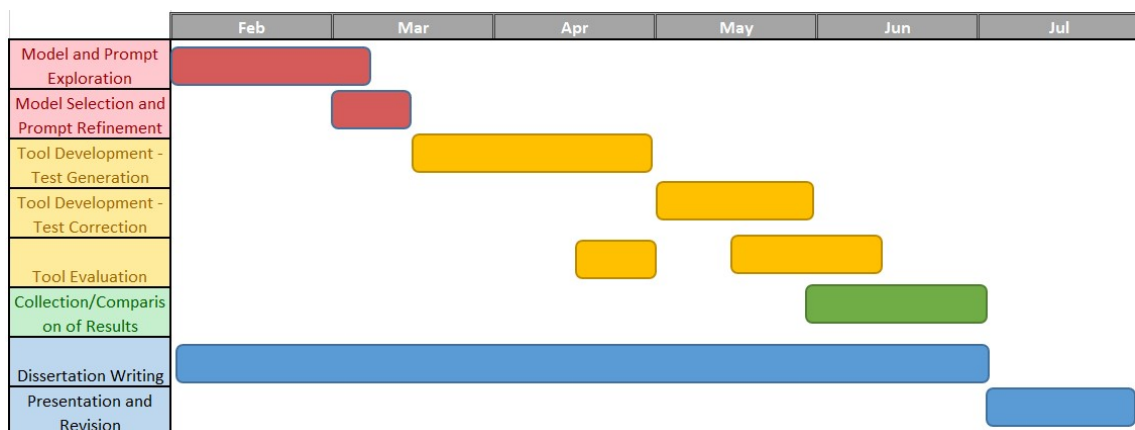 Feb Mar Apr May Jun Jul
Model and Prompt
Exploration
Model Selection and
Prompt Refinement
Tool Development -
Test Generation
Tool Development -
Test Correction
Tool Evaluation
Collection/Comparis
on of Results
Dissertation Writing
Presentation and
Revision